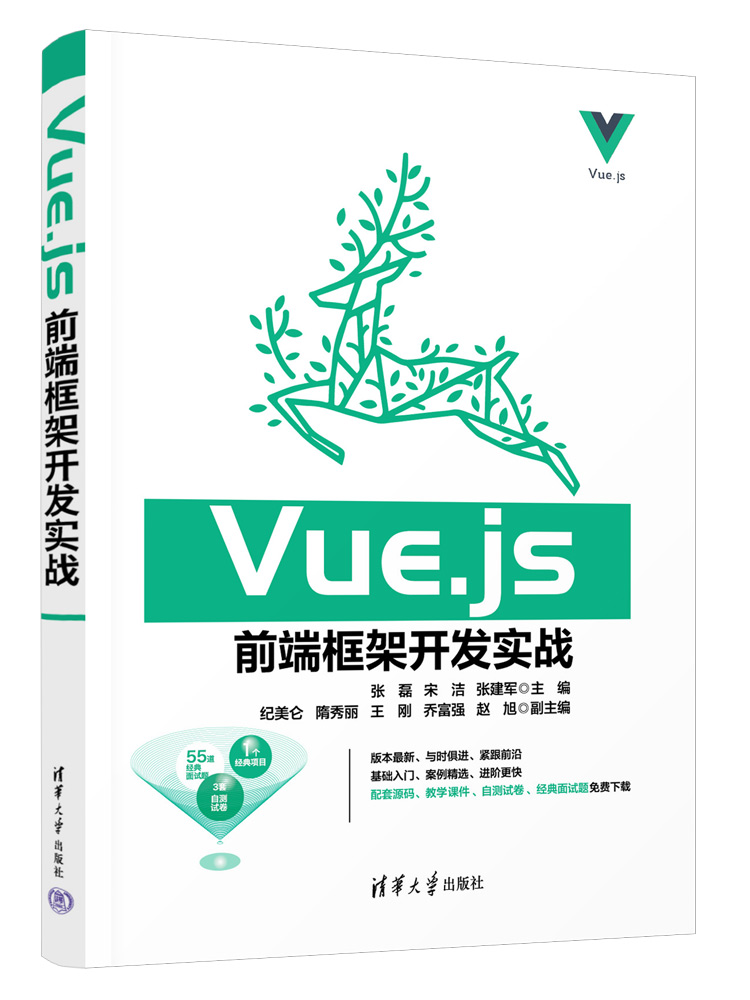 Vue.js
前端框架开发实战
清华大学出版社
Vue.js
Vue.js
前端框架开发实战
张 磊 宋 洁 张建军◎主 编
纪美仑 隋秀丽 王 刚 乔富强 赵 旭◎副主编
55道
经典
面试题
1个
经典项目
3套
自测
试卷
版本最新、与时俱进、紧跟前沿
基础入门、案例精选、进阶更快
配套源码、教学课件、自测试卷、经典面试题免费下载
清华大学出版社